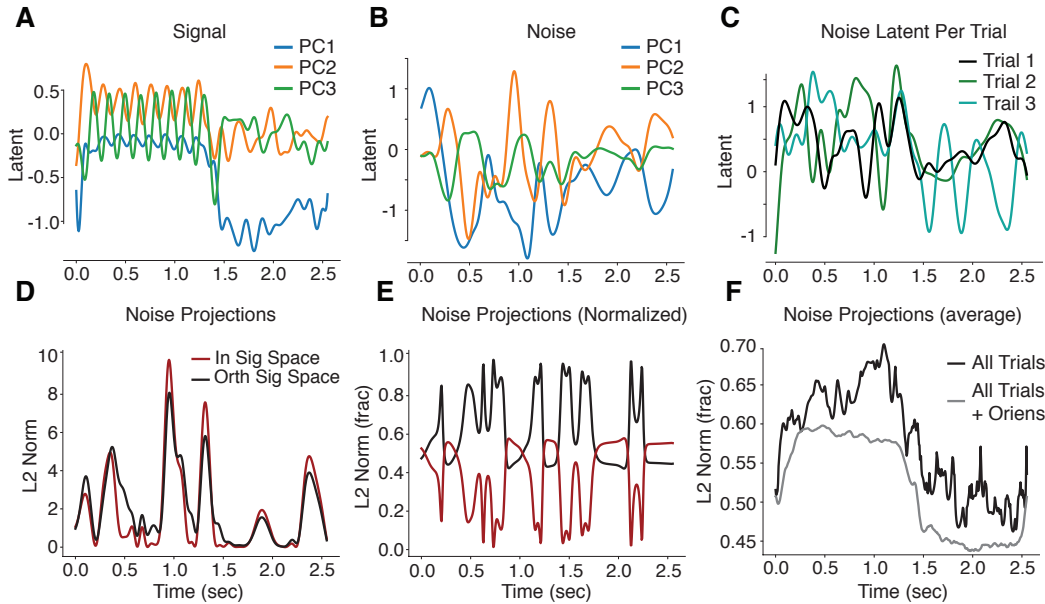 A
Signal
PC1
PC2
PC3
Latent
0.5
0.0
-0.5
-1.0
0.0
0.5
1.0
1.5
2.0
2.5
B
Noise
PC1
PC2
PC3
Latent
1
0
-1
0.0
0.5
1.0
1.5
2.0
2.5
C
Noise Latent Per Trial
Trial 1
Trial 2
Trail 3
Latent
1
0
-1
0.0
0.5
1.0
1.5
2.0
2.5
D
Noise Projections
In Sig Space
Orth Sig Space
L2 Norm
10
8
6
4
2
0
0.0
0.5
1.0
1.5
2.0
2.5
Time (sec)
E
Noise Projections (Normalized)
L2 Norm (frac)
1.0
0.8
0.6
0.4
0.2
0.0
0.0
0.5
1.0
1.5
2.0
2.5
Time (sec)
F
Noise Projections (average)
All Trials
All Trials
+ Oriens
L2 Norm (frac)
0.70
0.65
0.60
0.55
0.50
0.45
0.0
0.5
1.0
1.5
2.0
2.5
Time (sec)